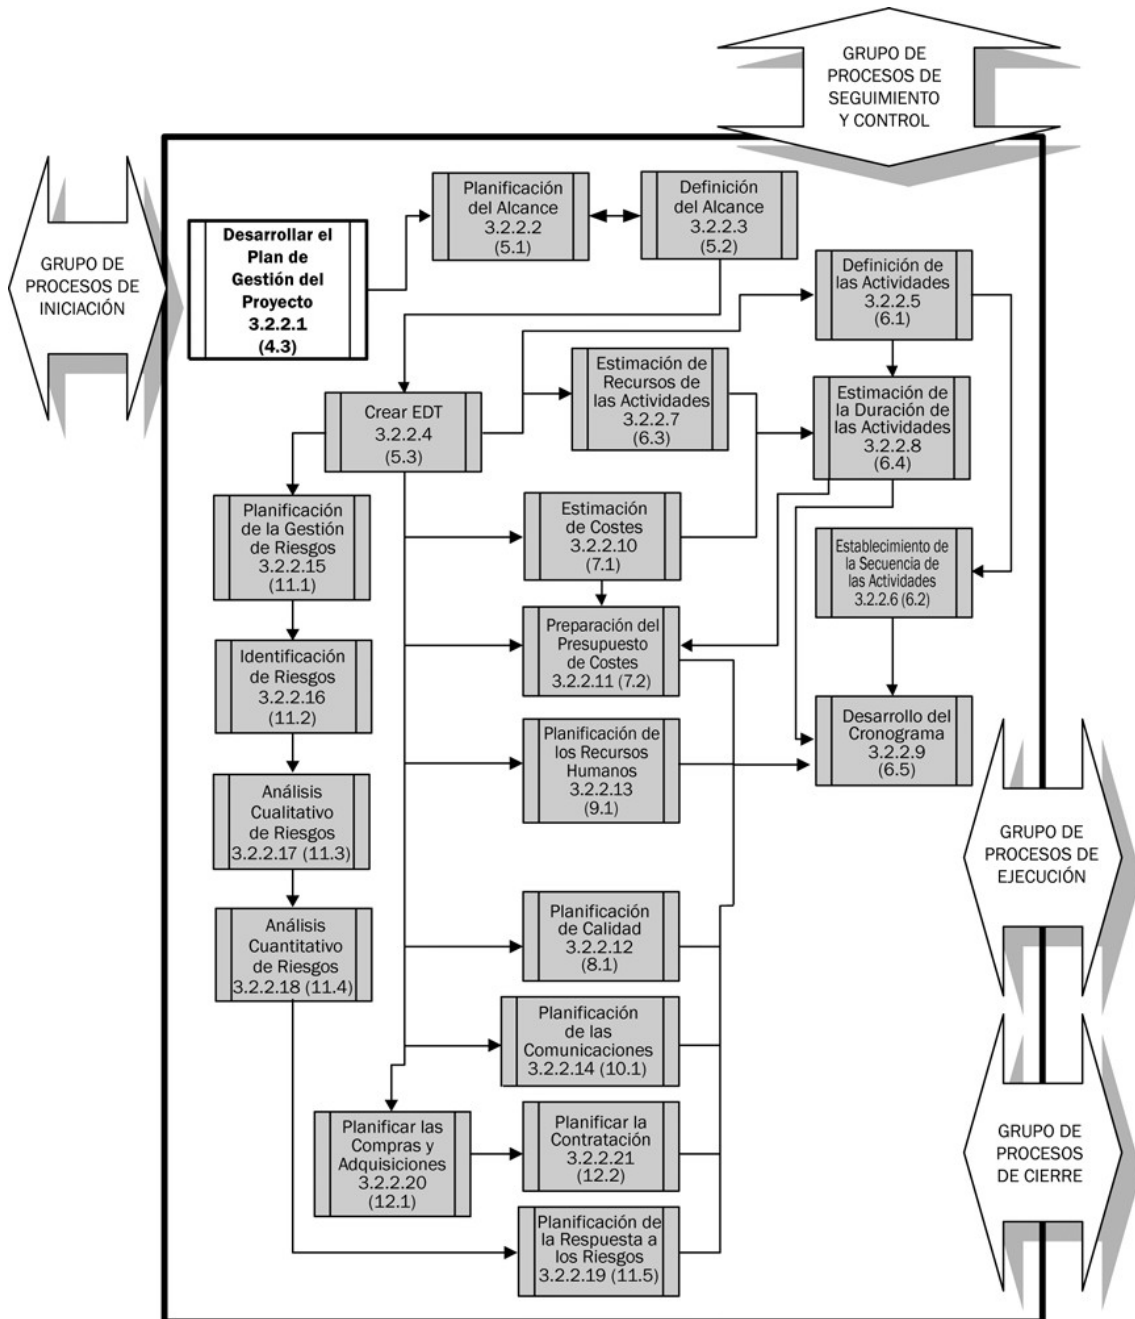 GRUPO DE
PROCESOS DE
SEGUIMIENTO
Y CONTROL
GRUPO DE
PROCESOS DE
INICIACIÓN
Desarrollar el
Plan de
Gestión del
Proyecto
3.2.2.1
(4.3)
Planificación
del Alcance
3.2.2.2
(5.1)
Definición
del Alcance
3.2.2.3
(5.2)
Definición de
las Actividades
3.2.2.5
(6.1)
Crear EDT
3.2.2.4
(5.3)
Estimación de
Recursos de
las Actividades
3.2.2.7
(6.3)
Estimación de
la Duración de
las Actividades
3.2.2.8
(6.4)
Planificación
de la Gestión
de Riesgos
3.2.2.15
(11.1)
Estimación
de Costes
3.2.2.10
(7.1)
Establecimiento de
la Secuencia de
las Actividades
3.2.2.6 (6.2)
Identificación
de Riesgos
3.2.2.16
(11.2)
Preparación del
Presupuesto
de Costes
3.2.2.11 (7.2)
Planificación de
los Recursos
Humanos
3.2.2.13
(9.1)
Desarrollo del
Cronograma
3.2.2.9
(6.5)
Análisis
Cualitativo
de Riesgos
3.2.2.17 (11.3)
GRUPO DE
PROCESOS DE
EJECUCIÓN
Análisis
Cuantitativo
de Riesgos
3.2.2.18 (11.4)
Planificación
de Calidad
3.2.2.12
(8.1)
Planificación
de las
Comunicaciones
3.2.2.14 (10.1)
Planificar las
Compras y
Adquisiciones
3.2.2.20
(12.1)
Planificar la
Contratación
3.2.2.21
(12.2)
GRUPO DE
PROCESOS
DE CIERRE
Planificación de
la Respuesta a
los Riesgos
3.2.2.19 (11.5)